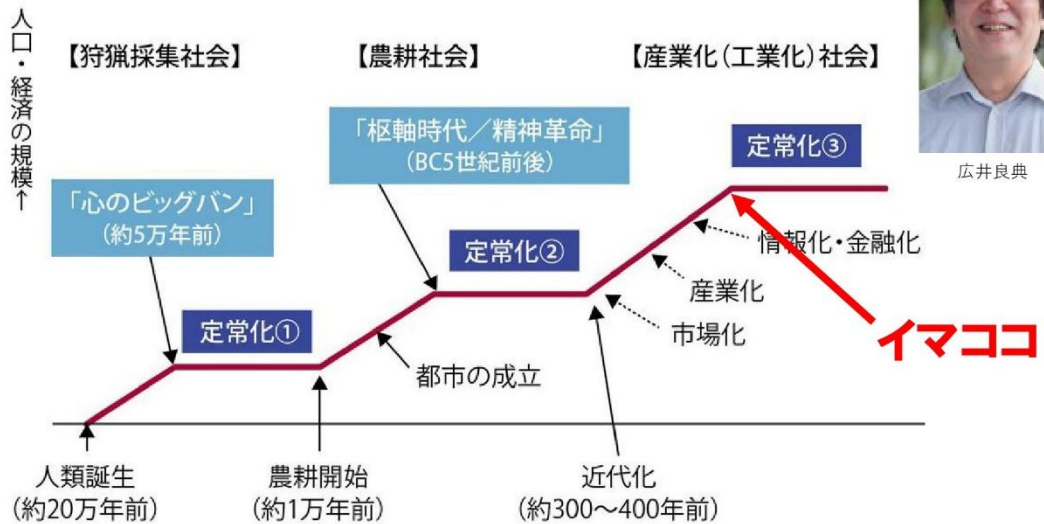 人口・経済の規模↑
【狩猟採集社会】
【農耕社会】
【産業化(工業化)社会】
広井良典
「心のビッグバン」
(約5万年前)
「枢軸時代／精神革命」
(BC5世紀前後)
定常化①
定常化②
定常化③
情報化・金融化
産業化
市場化
イマココ
都市の成立
人類誕生
(約20万年前)
農耕開始
(約1万年前)
近代化
(約300〜400年前)